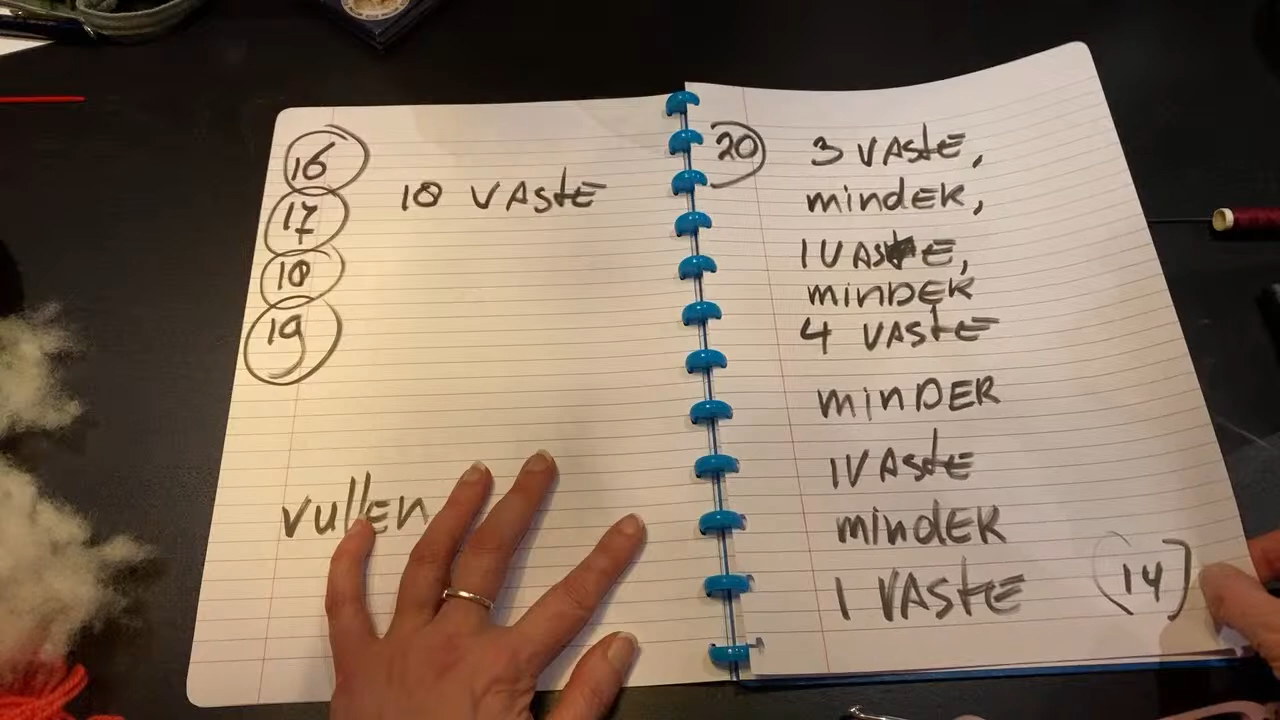 16
17
18 vaste
18
19
vullen
20
3 vaste,
minder,
1 vaste,
minder
4 vaste
minder
1 vaste
minder
1 vaste (14)